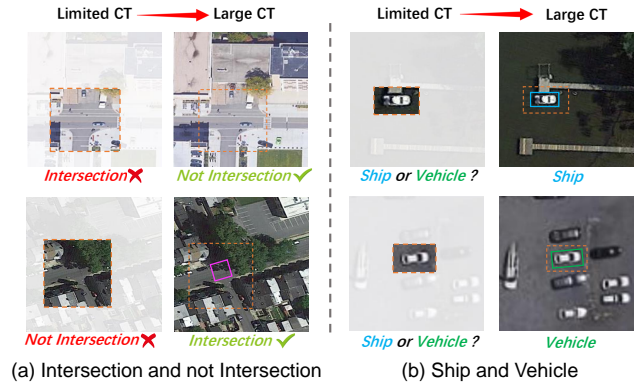 Limited CT Large CT Limited CT Large CT
Intersection Not Intersection Ship or Vehicle ? Ship
Not Intersection Intersection Ship or Vehicle ? Vehicle
(a) Intersection and not Intersection (b) Ship and Vehicle